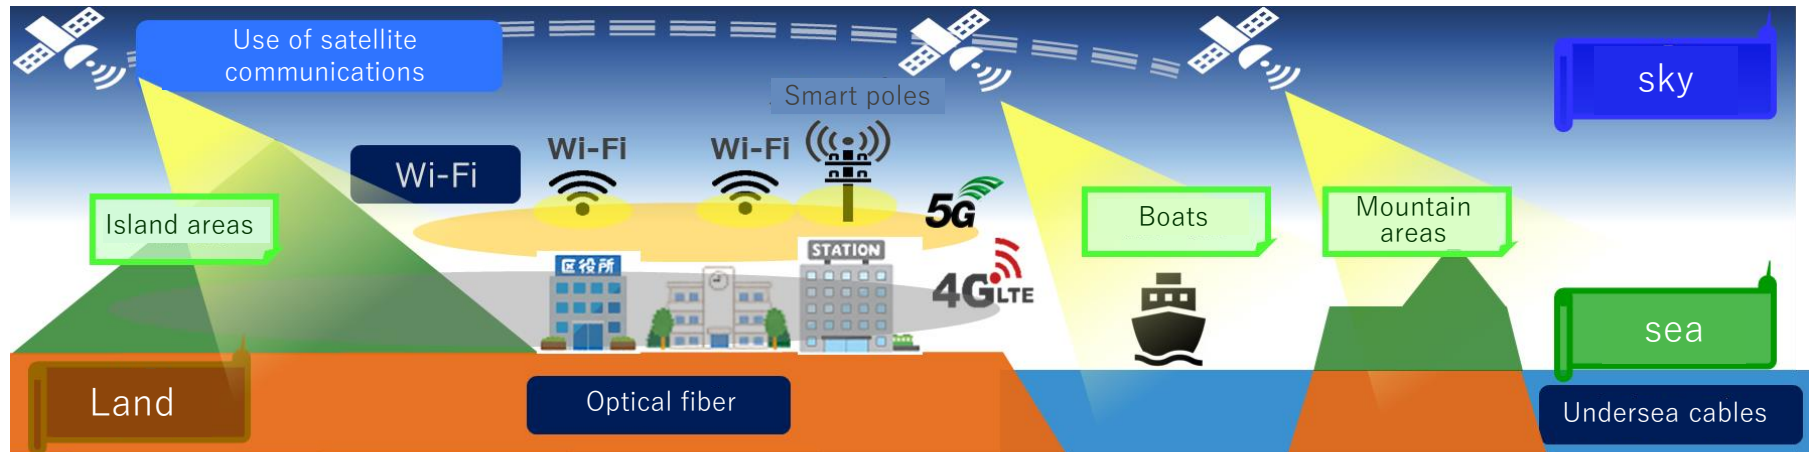 Use of satellite
communications
sky
Smart poles
Wi-Fi
Wi-Fi
Wi-Fi
Island areas
5G
Boats
Mountain
areas
区役所
STATION
4G LTE
sea
Land
Optical fiber
Undersea cables